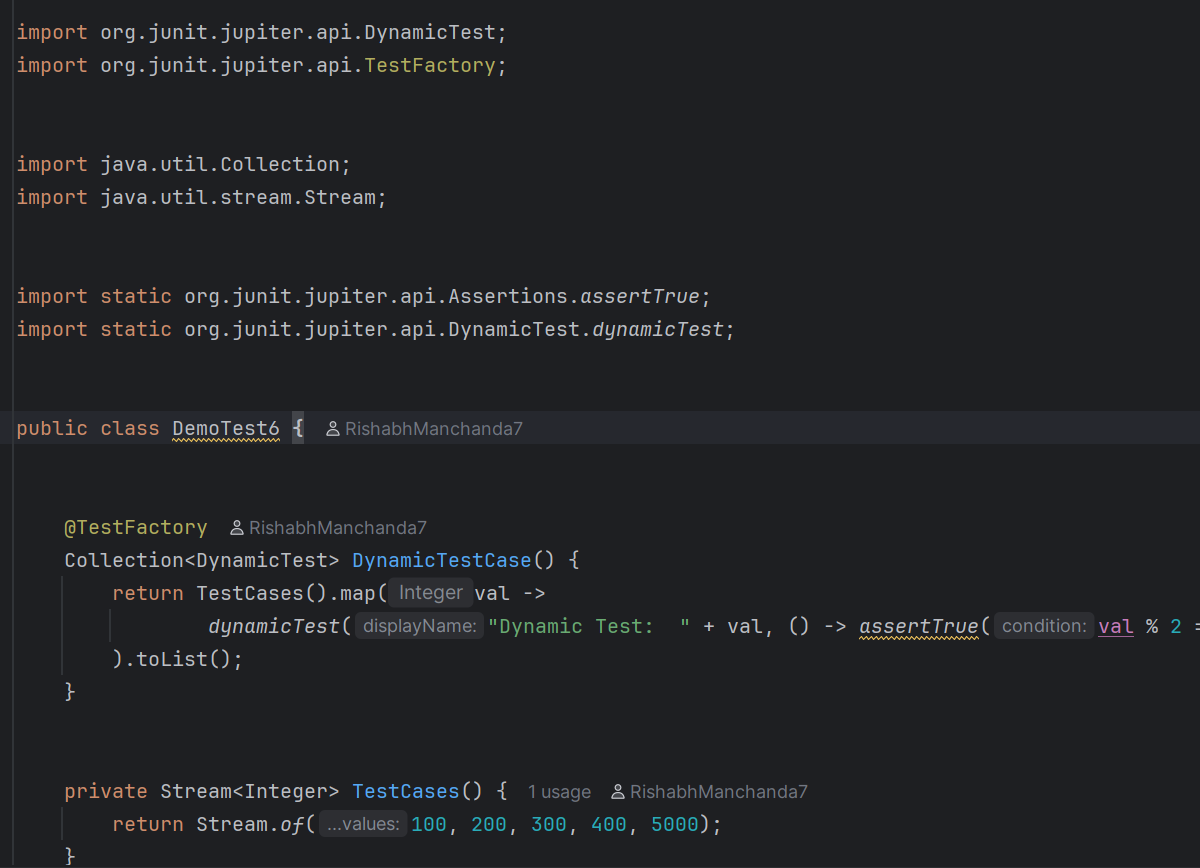 import org.junit.jupiter.api.DynamicTest;
import org.junit.jupiter.api.TestFactory;
import java.util.Collection;
import java.util.stream.Stream;
import static org.junit.jupiter.api.Assertions.assertTrue;
import static org.junit.jupiter.api.DynamicTest.dynamicTest;
public class DemoTest6 { RishabhManchanda7
@TestFactory RishabhManchanda7
Collection<DynamicTest> DynamicTestCase() {
return TestCases().map( Integer val ->
dynamicTest( displayName: "Dynamic Test:  " + val, () -> assertTrue( condition: val % 2 =
).toList();
}
private Stream<Integer> TestCases() { 1 usage RishabhManchanda7
return Stream.of( ...values: 100, 200, 300, 400, 5000);
}